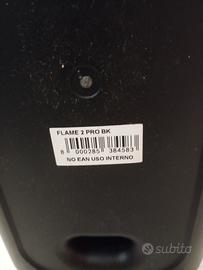 FLAME 2 PRO BK
8 000285 384583
NO EAN USO INTERNO
subito